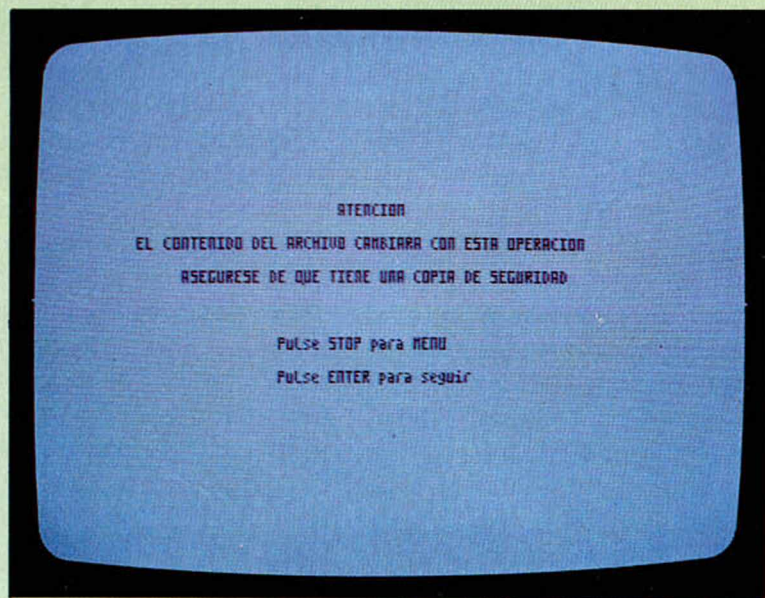 ATENCION
EL CONTENIDO DEL ARCHIVO CAMBIARA CON ESTA OPERACION
ASEGURESE DE QUE TIENE UNA COPIA DE SEGURIDAD
Pulse STOP para MENU
Pulse ENTER para seguir